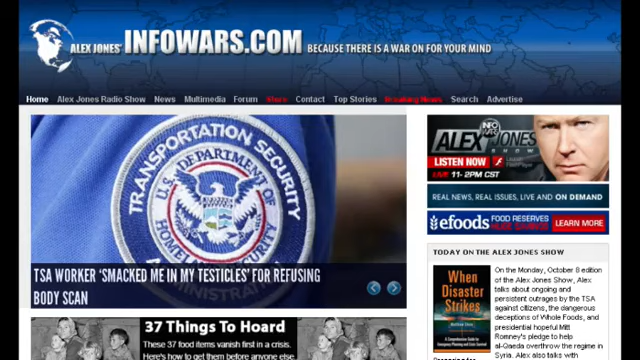 ALEX JONES' INFOWARS.COM BECAUSE THERE IS A WAR ON FOR YOUR MIND
Home Alex Jones Radio Show News Multimedia Forum Store Contact Top Stories Breaking News Search Advertise
TRANSPORTATION SECURITY
U.S. DEPARTMENT OF
HOMELAND SECURITY
ADMINISTRATION
TSA WORKER ‘SMACKED ME IN MY TESTICLES’ FOR REFUSING
BODY SCAN
37 Things To Hoard
These 37 food items vanish first in a crisis.
Here's how to get them before anyone else.
INFO WARS
ALEX JONES
SHOW
LISTEN NOW
LIVE 11-2PM CST
REAL NEWS, REAL ISSUES, LIVE AND ON DEMAND
efoods FOOD RESERVES
HUGE SAVINGS
LEARN MORE
TODAY ON THE ALEX JONES SHOW
When
Disaster
Strikes
On the Monday, October 8 edition
of the Alex Jones Show, Alex
talks about ongoing and
persistent outrages by the TSA
against citizens, the dangerous
deceptions of Whole Foods, and
presidential hopeful Mitt
Romney's pledge to help
al-Qaeda overthrow the regime in
Syria. Alex also talks with